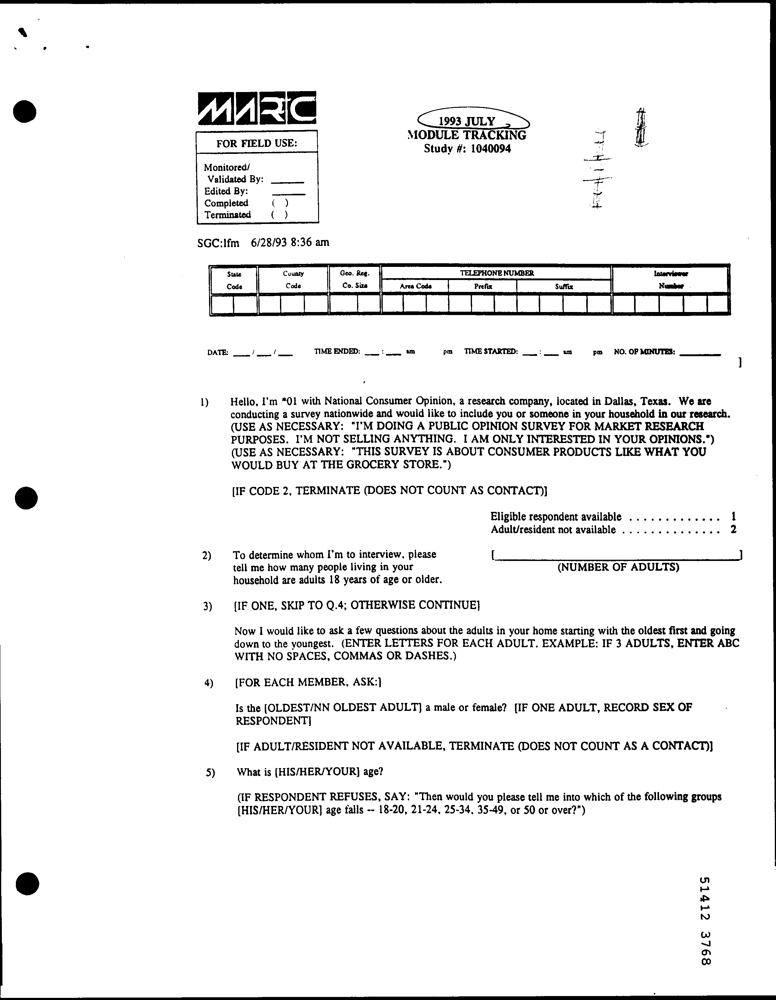 MARC
FOR FIELD USE:
Monitored/
Validated By: ______
Edited By: ______
Completed ( )
Terminated ( )
1993 JULY
MODULE TRACKING
Study #: 1040094
SGC:lfm 6/28/93 8:36 am
State County Geo. Reg. TELEPHONE NUMBER Interviewer
Code Code Co. Size Area Code Prefix Suffix Number
DATE: ___ / ___ / ___ TIME ENDED: ___ : ___ am pm TIME STARTED: ___ : ___ am pm NO. OF MINUTES: ______
]
1) Hello, I'm *01 with National Consumer Opinion, a research company, located in Dallas, Texas. We are
conducting a survey nationwide and would like to include you or someone in your household in our research.
(USE AS NECESSARY: "I'M DOING A PUBLIC OPINION SURVEY FOR MARKET RESEARCH
PURPOSES. I'M NOT SELLING ANYTHING. I AM ONLY INTERESTED IN YOUR OPINIONS.")
(USE AS NECESSARY: "THIS SURVEY IS ABOUT CONSUMER PRODUCTS LIKE WHAT YOU
WOULD BUY AT THE GROCERY STORE.")
[IF CODE 2, TERMINATE (DOES NOT COUNT AS CONTACT)]
Eligible respondent available . . . . . . . . . . . . . 1
Adult/resident not available . . . . . . . . . . . . . . 2
2) To determine whom I'm to interview, please
tell me how many people living in your
household are adults 18 years of age or older.
[______]
(NUMBER OF ADULTS)
3) [IF ONE, SKIP TO Q.4; OTHERWISE CONTINUE]
Now I would like to ask a few questions about the adults in your home starting with the oldest first and going
down to the youngest. (ENTER LETTERS FOR EACH ADULT. EXAMPLE: IF 3 ADULTS, ENTER ABC
WITH NO SPACES, COMMAS OR DASHES.)
4) [FOR EACH MEMBER, ASK:]
Is the [OLDEST/NN OLDEST ADULT] a male or female? [IF ONE ADULT, RECORD SEX OF
RESPONDENT]
[IF ADULT/RESIDENT NOT AVAILABLE, TERMINATE (DOES NOT COUNT AS A CONTACT)]
5) What is [HIS/HER/YOUR] age?
(IF RESPONDENT REFUSES, SAY: "Then would you please tell me into which of the following groups
[HIS/HER/YOUR] age falls -- 18-20, 21-24, 25-34, 35-49, or 50 or over?")
51412 3768